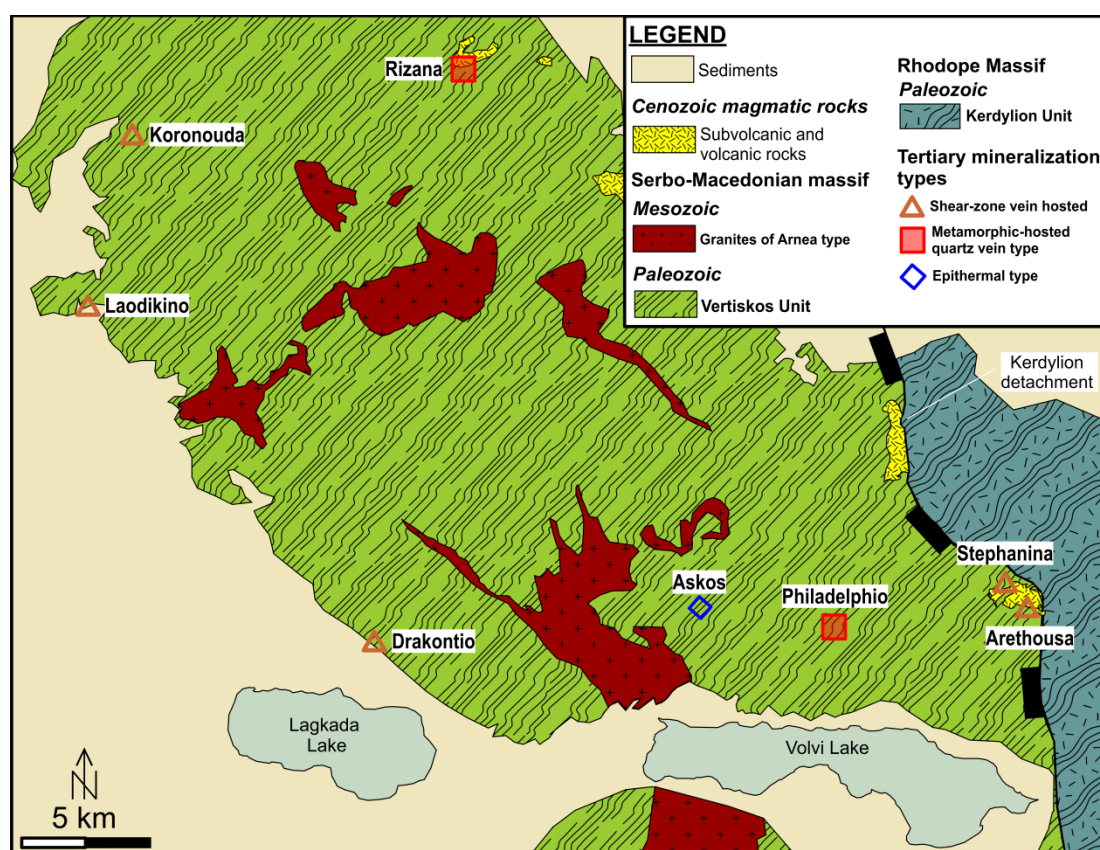 LEGEND
Sediments
Cenozoic magmatic rocks
Subvolcanic and
volcanic rocks
Serbo-Macedonian massif
Mesozoic
Granites of Arnea type
Paleozoic
Vertiskos Unit
Rhodope Massif
Paleozoic
Kerdylion Unit
Tertiary mineralization
types
Shear-zone vein hosted
Metamorphic-hosted
quartz vein type
Epithermal type
Rizana
Koronouda
Laodikino
Kerdylion
detachment
Stephanina
Askos
Philadelphio
Arethousa
Drakontio
Lagkada
Lake
Volvi Lake
N
5 km